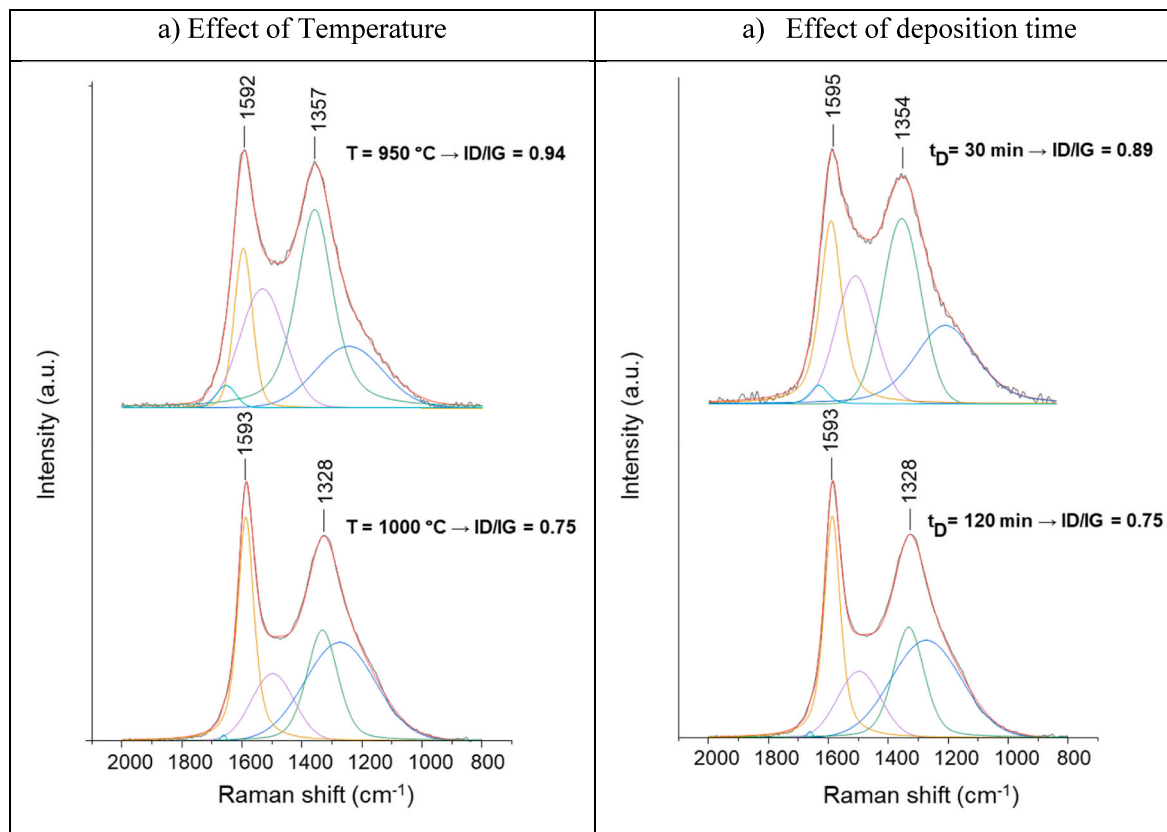 a) Effect of Temperature
1592
1357
T = 950 °C → ID/IG = 0.94
1593
1328
T = 1000 °C → ID/IG = 0.75
Intensity (a.u.)
2000 1800 1600 1400 1200 1000 800
Raman shift (cm⁻¹)
a) Effect of deposition time
1595
1354
t_D= 30 min → ID/IG = 0.89
1593
1328
t_D= 120 min → ID/IG = 0.75
Intensity (a.u.)
2000 1800 1600 1400 1200 1000 800
Raman shift (cm⁻¹)